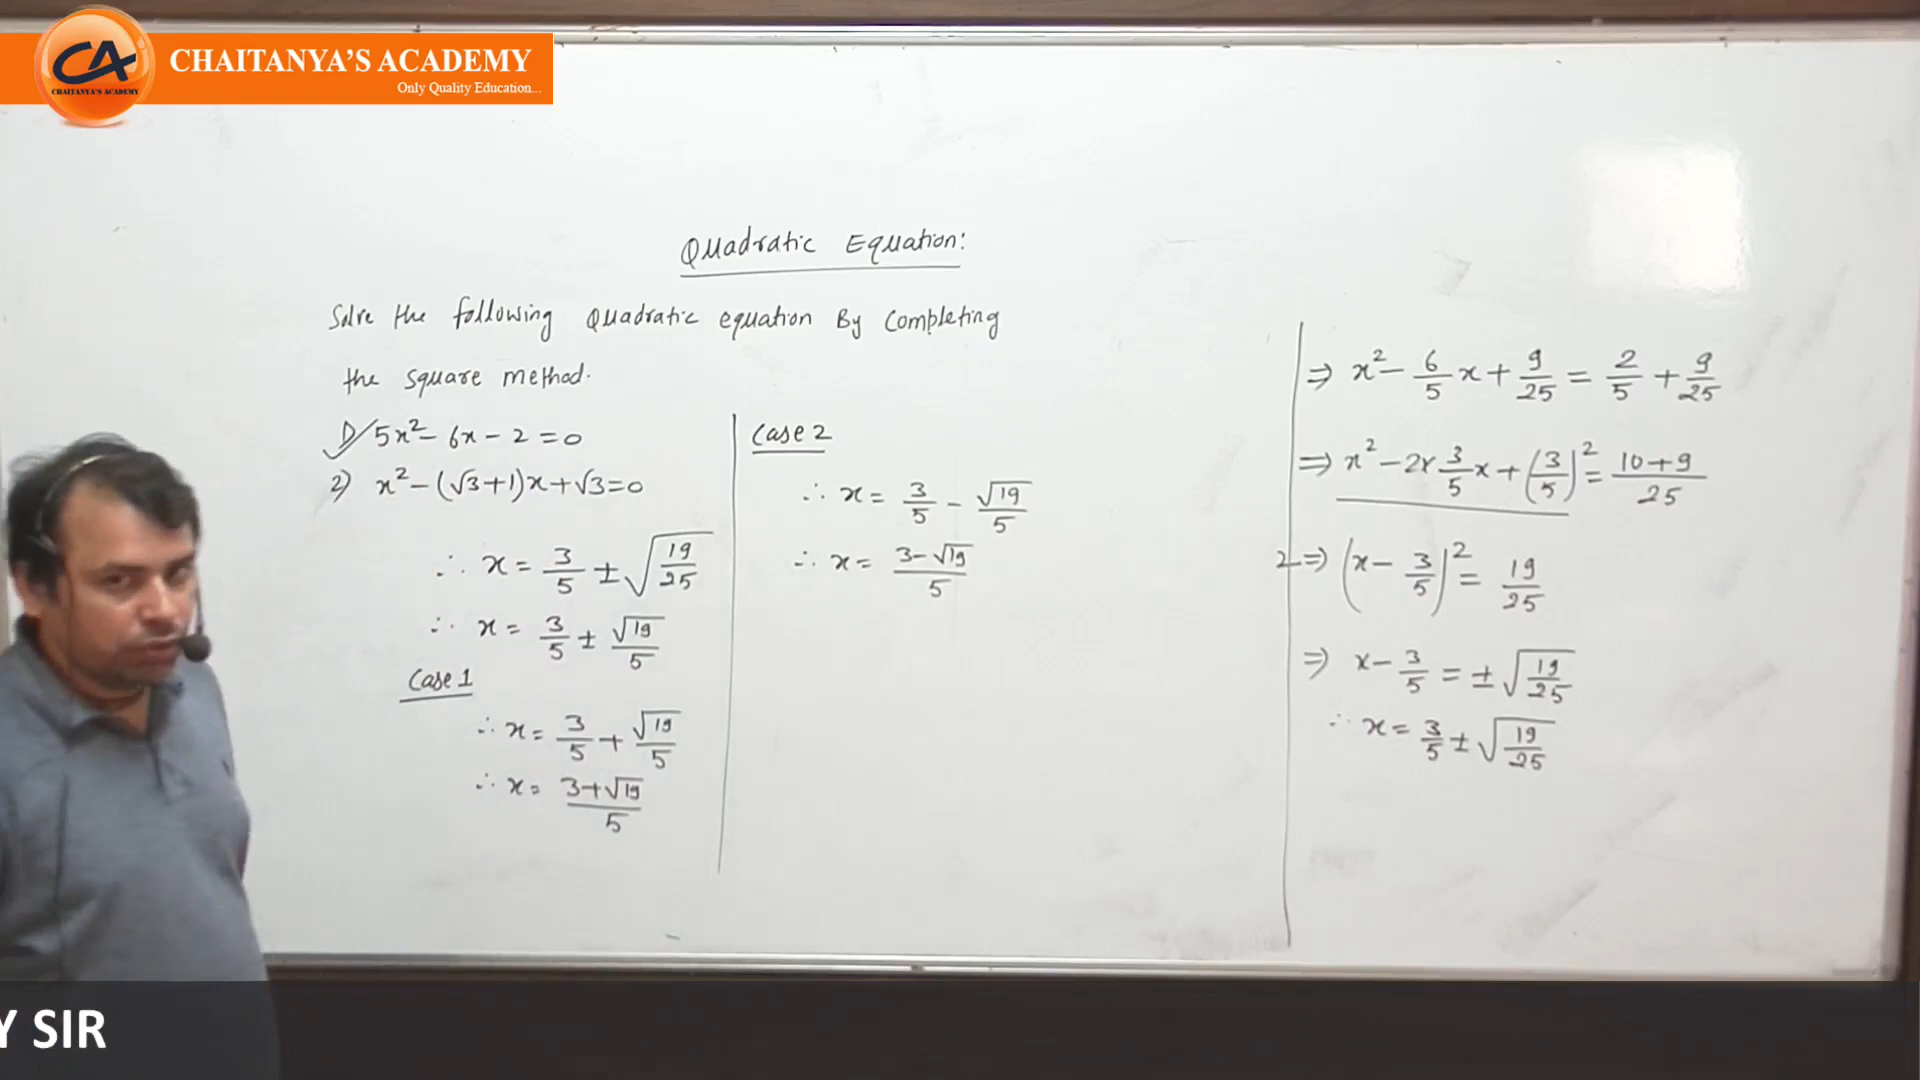 CA
CHAITANYA'S ACADEMY
CHAITANYA'S ACADEMY
Only Quality Education...
Quadratic Equation:
Solve the following Quadratic equation By Completing
the square method.
1) 5x² - 6x - 2 = 0
2) x² - (√3+1)x + √3 = 0
∴ x = 3/5 ± √(19/25)
∴ x = 3/5 ± √19/5
Case 1
∴ x = 3/5 + √19/5
∴ x = (3+√19)/5
Case 2
∴ x = 3/5 - √19/5
∴ x = (3-√19)/5
⇒ x² - 6/5 x + 9/25 = 2/5 + 9/25
⇒ x² - 2x 3/5 x + (3/5)² = (10+9)/25
2 ⇒ (x - 3/5)² = 19/25
⇒ x - 3/5 = ± √(19/25)
∴ x = 3/5 ± √(19/25)
Y SIR